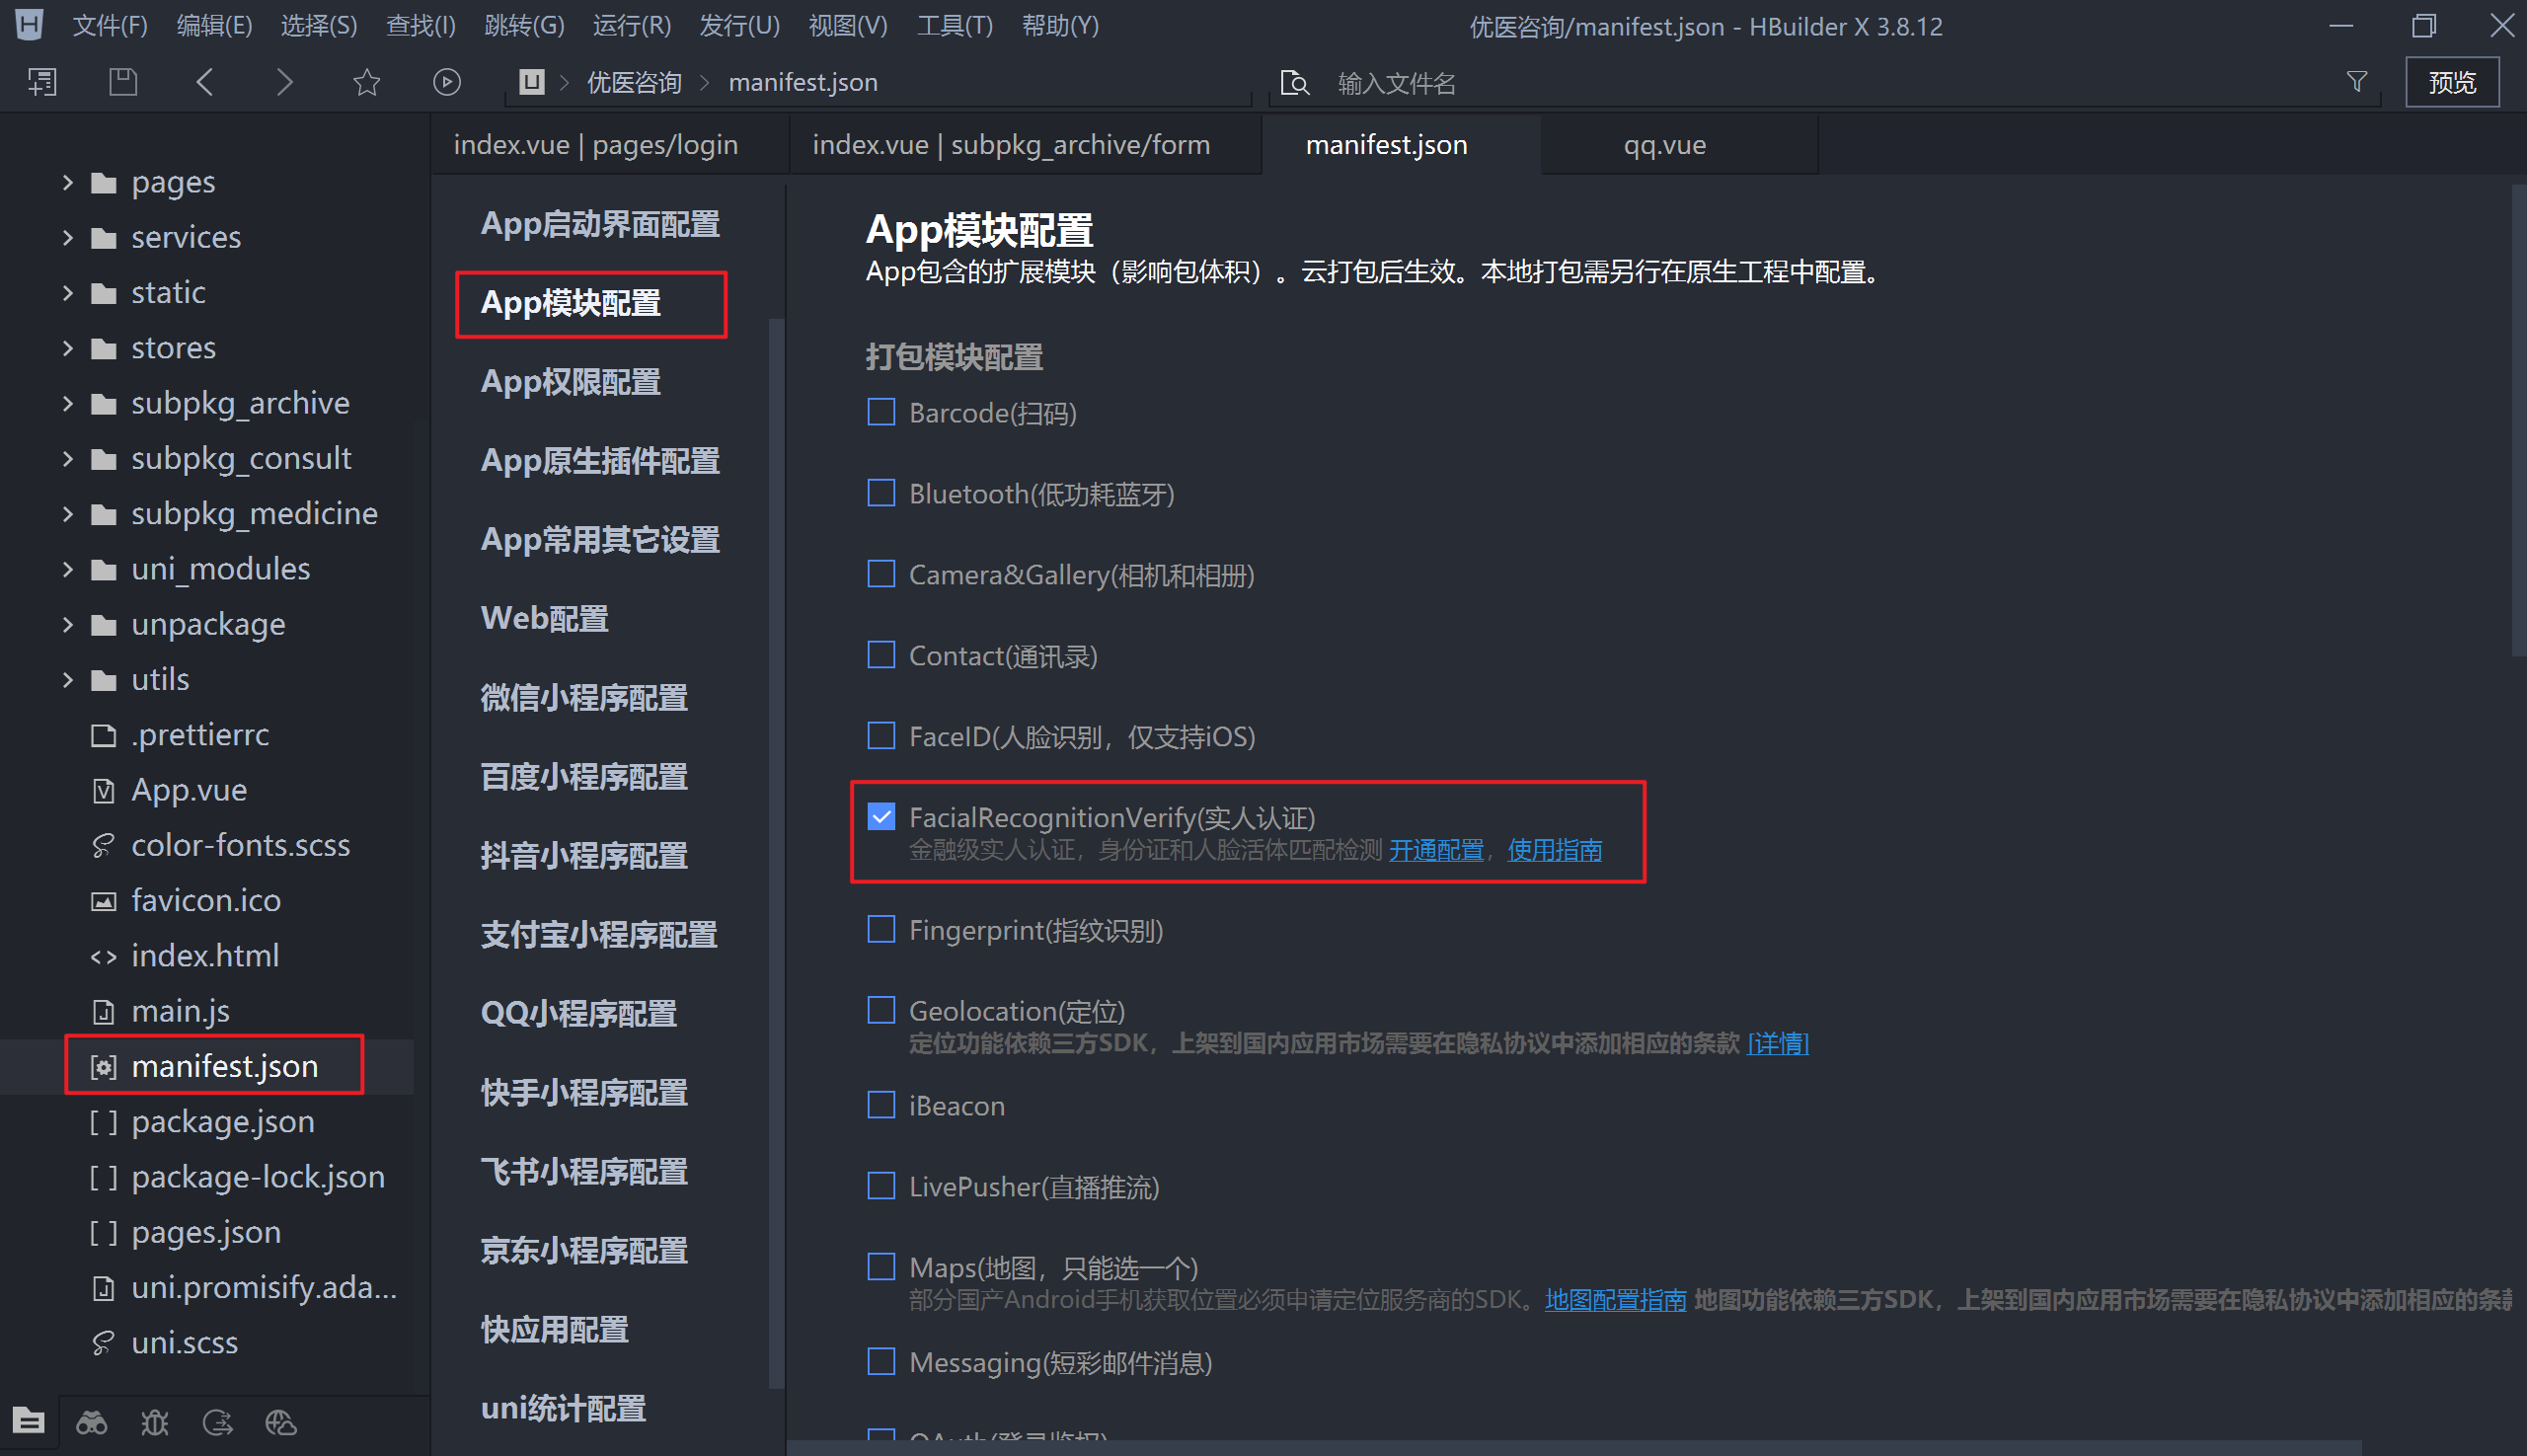 文件(F) 编辑(E) 选择(S) 查找(I) 跳转(G) 运行(R) 发行(U) 视图(V) 工具(T) 帮助(Y) 优医咨询/manifest.json - HBuilder X 3.8.12
优医咨询 manifest.json 输入文件名 预览
index.vue | pages/login index.vue | subpkg_archive/form manifest.json qq.vue
pages
services
static
stores
subpkg_archive
subpkg_consult
subpkg_medicine
uni_modules
unpackage
utils
.prettierrc
App.vue
color-fonts.scss
favicon.ico
index.html
main.js
manifest.json
package.json
package-lock.json
pages.json
uni.promisify.ada...
uni.scss
App启动界面配置
App模块配置
App权限配置
App原生插件配置
App常用其它设置
Web配置
微信小程序配置
百度小程序配置
抖音小程序配置
支付宝小程序配置
QQ小程序配置
快手小程序配置
飞书小程序配置
京东小程序配置
快应用配置
uni统计配置
App模块配置
App包含的扩展模块（影响包体积）。云打包后生效。本地打包需另行在原生工程中配置。
打包模块配置
Barcode(扫码)
Bluetooth(低功耗蓝牙)
Camera&Gallery(相机和相册)
Contact(通讯录)
FaceID(人脸识别，仅支持iOS)
FacialRecognitionVerify(实人认证)
金融级实人认证，身份证和人脸活体匹配检测 开通配置，使用指南
Fingerprint(指纹识别)
Geolocation(定位)
定位功能依赖三方SDK，上架到国内应用市场需要在隐私协议中添加相应的条款 [详情]
iBeacon
LivePusher(直播推流)
Maps(地图，只能选一个)
部分国产Android手机获取位置必须申请定位服务商的SDK。地图配置指南 地图功能依赖三方SDK，上架到国内应用市场需要在隐私协议中添加相应的条款
Messaging(短彩邮件消息)
OAuth(登录鉴权)